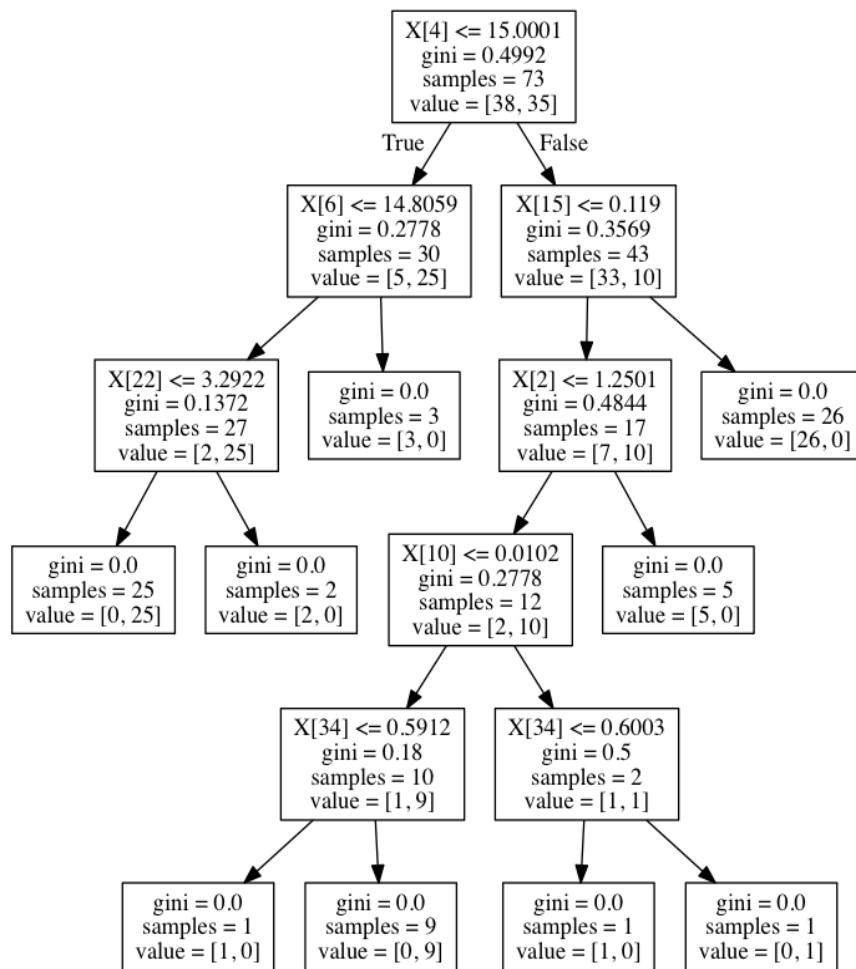 X[4] <= 15.0001
gini = 0.4992
samples = 73
value = [38, 35]
True
False
X[6] <= 14.8059
gini = 0.2778
samples = 30
value = [5, 25]
X[15] <= 0.119
gini = 0.3569
samples = 43
value = [33, 10]
X[22] <= 3.2922
gini = 0.1372
samples = 27
value = [2, 25]
gini = 0.0
samples = 3
value = [3, 0]
X[2] <= 1.2501
gini = 0.4844
samples = 17
value = [7, 10]
gini = 0.0
samples = 26
value = [26, 0]
gini = 0.0
samples = 25
value = [0, 25]
gini = 0.0
samples = 2
value = [2, 0]
X[10] <= 0.0102
gini = 0.2778
samples = 12
value = [2, 10]
gini = 0.0
samples = 5
value = [5, 0]
X[34] <= 0.5912
gini = 0.18
samples = 10
value = [1, 9]
X[34] <= 0.6003
gini = 0.5
samples = 2
value = [1, 1]
gini = 0.0
samples = 1
value = [1, 0]
gini = 0.0
samples = 9
value = [0, 9]
gini = 0.0
samples = 1
value = [1, 0]
gini = 0.0
samples = 1
value = [0, 1]